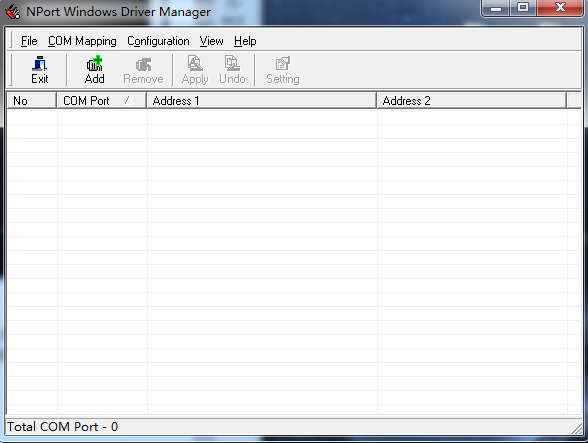 NPort Windows Driver Manager
File COM Mapping Configuration View Help
Exit Add Remove Apply Undo Setting
No COM Port Address 1 Address 2
Total COM Port - 0